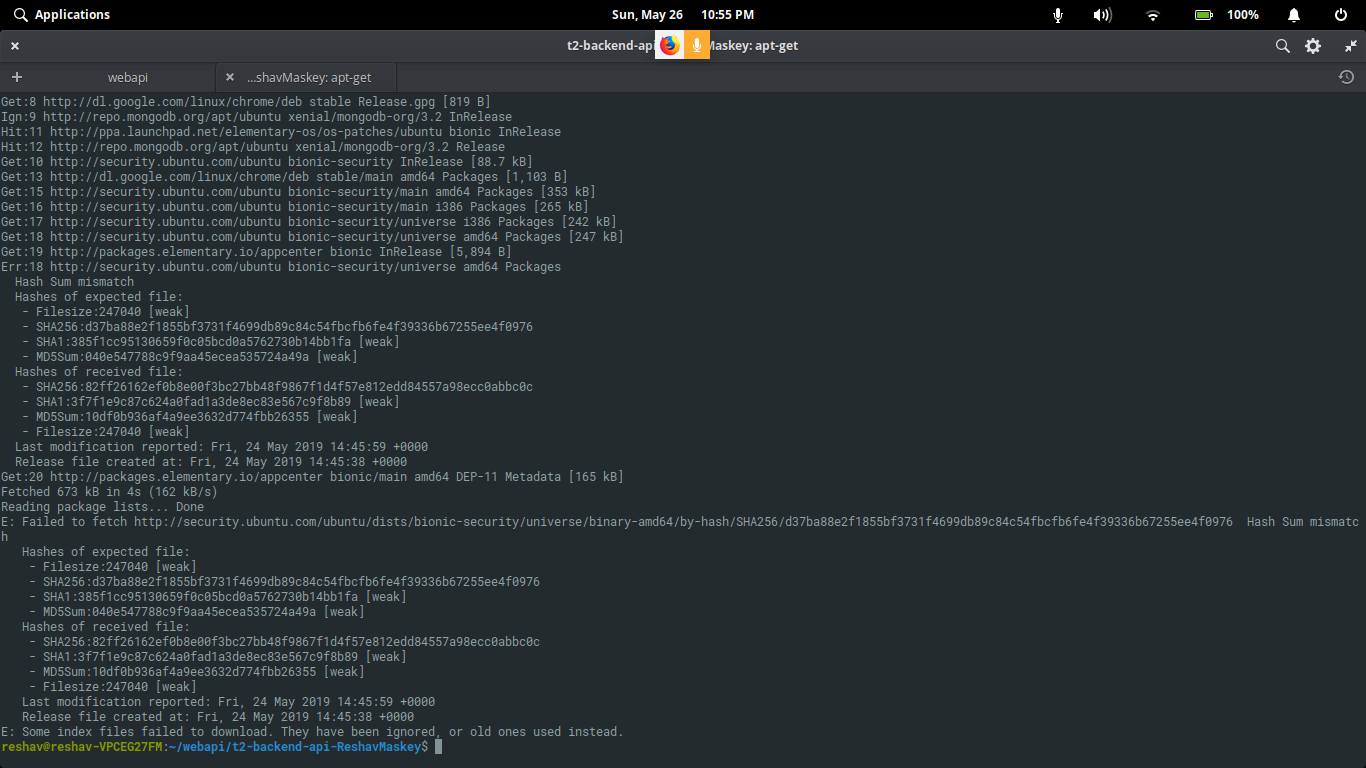 Applications
Sun, May 26 10:55 PM
100%
t2-backend-api Maskey: apt-get
webapi
...shavMaskey: apt-get
Get:8 http://dl.google.com/linux/chrome/deb stable Release.gpg [819 B]
Ign:9 http://repo.mongodb.org/apt/ubuntu xenial/mongodb-org/3.2 InRelease
Hit:11 http://ppa.launchpad.net/elementary-os/os-patches/ubuntu bionic InRelease
Hit:12 http://repo.mongodb.org/apt/ubuntu xenial/mongodb-org/3.2 Release
Get:10 http://security.ubuntu.com/ubuntu bionic-security InRelease [88.7 kB]
Get:13 http://dl.google.com/linux/chrome/deb stable/main amd64 Packages [1,103 B]
Get:15 http://security.ubuntu.com/ubuntu bionic-security/main amd64 Packages [353 kB]
Get:16 http://security.ubuntu.com/ubuntu bionic-security/main i386 Packages [265 kB]
Get:17 http://security.ubuntu.com/ubuntu bionic-security/universe i386 Packages [242 kB]
Get:18 http://security.ubuntu.com/ubuntu bionic-security/universe amd64 Packages [247 kB]
Get:19 http://packages.elementary.io/appcenter bionic InRelease [5,894 B]
Err:18 http://security.ubuntu.com/ubuntu bionic-security/universe amd64 Packages
Hash Sum mismatch
Hashes of expected file:
- Filesize:247040 [weak]
- SHA256:d37ba88e2f1855bf3731f4699db89c84c54fbcfb6fe4f39336b67255ee4f0976
- SHA1:385f1cc95130659f0c05bcd0a5762730b14bb1fa [weak]
- MD5Sum:040e547788c9f9aa45ecea535724a49a [weak]
Hashes of received file:
- SHA256:82ff26162ef0b8e00f3bc27bb48f9867f1d4f57e812edd84557a98ecc0abbc0c
- SHA1:3f7f1e9c87c624a0fad1a3de8ec83e567c9f8b89 [weak]
- MD5Sum:10df0b936af4a9ee3632d774fbb26355 [weak]
- Filesize:247040 [weak]
Last modification reported: Fri, 24 May 2019 14:45:59 +0000
Release file created at: Fri, 24 May 2019 14:45:38 +0000
Get:20 http://packages.elementary.io/appcenter bionic/main amd64 DEP-11 Metadata [165 kB]
Fetched 673 kB in 4s (162 kB/s)
Reading package lists... Done
E: Failed to fetch http://security.ubuntu.com/ubuntu/dists/bionic-security/universe/binary-amd64/by-hash/SHA256/d37ba88e2f1855bf3731f4699db89c84c54fbcfb6fe4f39336b67255ee4f0976 Hash Sum mismatc
h
Hashes of expected file:
- Filesize:247040 [weak]
- SHA256:d37ba88e2f1855bf3731f4699db89c84c54fbcfb6fe4f39336b67255ee4f0976
- SHA1:385f1cc95130659f0c05bcd0a5762730b14bb1fa [weak]
- MD5Sum:040e547788c9f9aa45ecea535724a49a [weak]
Hashes of received file:
- SHA256:82ff26162ef0b8e00f3bc27bb48f9867f1d4f57e812edd84557a98ecc0abbc0c
- SHA1:3f7f1e9c87c624a0fad1a3de8ec83e567c9f8b89 [weak]
- MD5Sum:10df0b936af4a9ee3632d774fbb26355 [weak]
- Filesize:247040 [weak]
Last modification reported: Fri, 24 May 2019 14:45:59 +0000
Release file created at: Fri, 24 May 2019 14:45:38 +0000
E: Some index files failed to download. They have been ignored, or old ones used instead.
reshav@reshav-VPCEG27FM:~/webapi/t2-backend-api-ReshavMaskey$